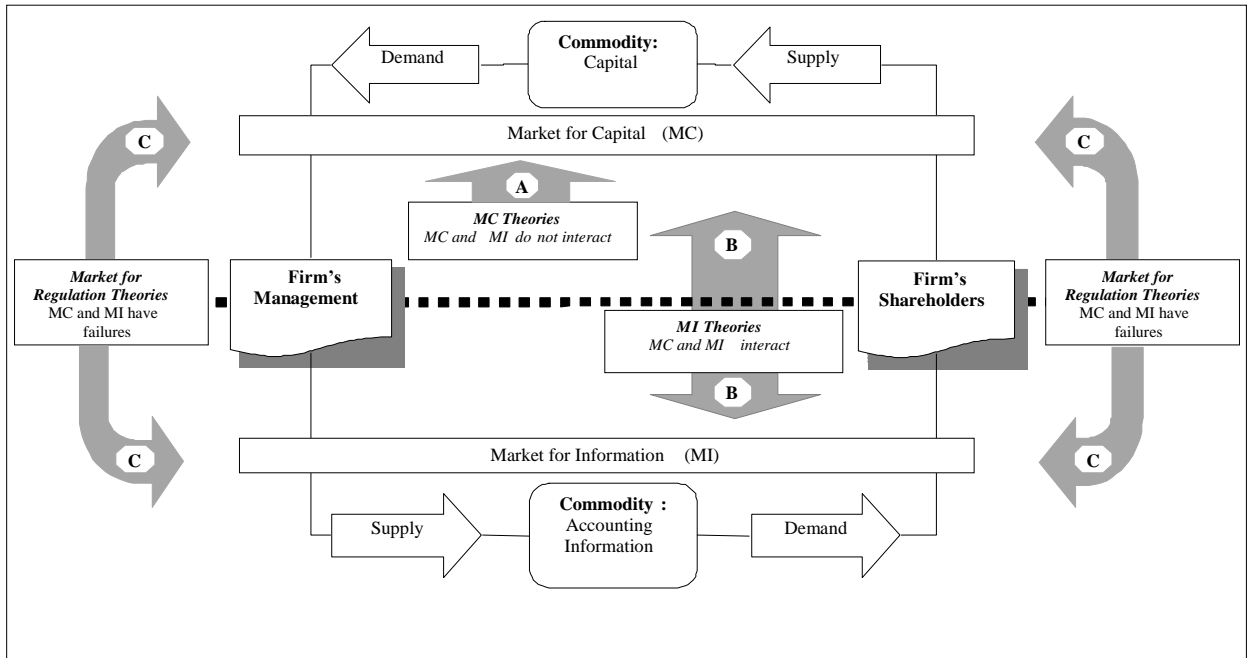 Demand
Commodity:
Capital
Supply
Market for Capital (MC)
C
C
A
MC Theories
MC and MI do not interact
B
Market for
Regulation Theories
MC and MI have
failures
Firm's
Management
Firm's
Shareholders
Market for
Regulation Theories
MC and MI have
failures
MI Theories
MC and MI interact
B
Market for Information (MI)
C
C
Supply
Commodity :
Accounting
Information
Demand